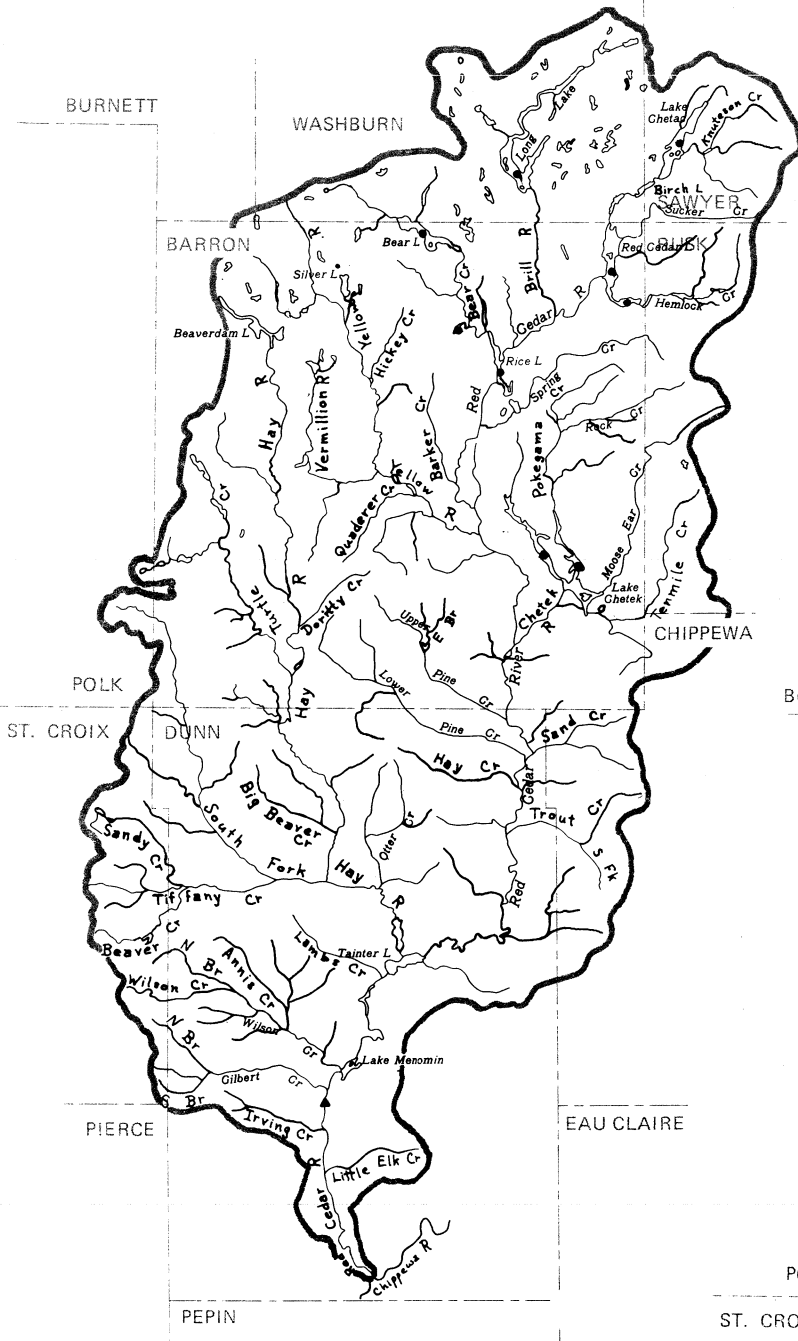 BURNETT
WASHBURN
Long Lake
Lake Chetac
Knuteson Cr
Birch L
SAWYER
Sucker Cr
BARRON
Bear L
Brill R
Red Cedar
RUSK
Silver L
Yellow R
Bear Cr
Hemlock Cr
Beaverdam L
Hickey Cr
Cedar R
Rice L
Hay R
Vermillion R
Barker Cr
Red
Spring Cr
Cr
Rock Cr
Pokegama
Yellow R
Quaderer Cr
Moose Ear Cr
Tenmile Cr
Turtle Cr
R
Dority Cr
Upper
E Br
Chetek R
Lake Chetek
CHIPPEWA
Hay
Lower
Pine Cr
River
POLK
ST. CROIX
DUNN
Pine Cr
Sand Cr
Hay Cr
Cedar
Big Beaver Cr
South Fork Hay R
Otter Cr
Trout Cr
S Fk
Sandy Cr
Tiffany Cr
Red
Beaver Cr
N Br
Annis Cr
Lambs Cr
Tainter L
Wilson Cr
N Br
Wilson Cr
Lake Menomin
Gilbert Cr
S Br
Irving Cr
PIERCE
EAU CLAIRE
R
Little Elk Cr
Cedar
Red
Chippewa R
PEPIN
ST. CRO